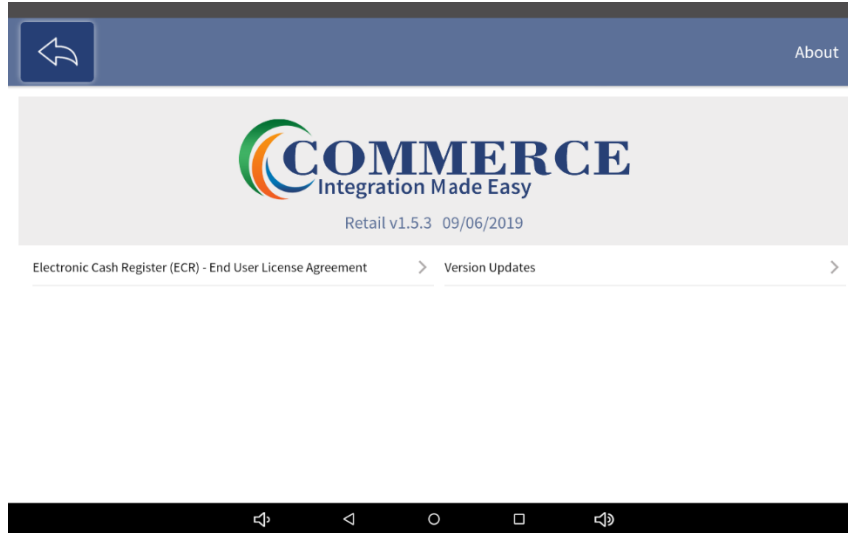 About
CCOMMERCE
Integration Made Easy
Retail v1.5.3 09/06/2019
Electronic Cash Register (ECR) - End User License Agreement
Version Updates